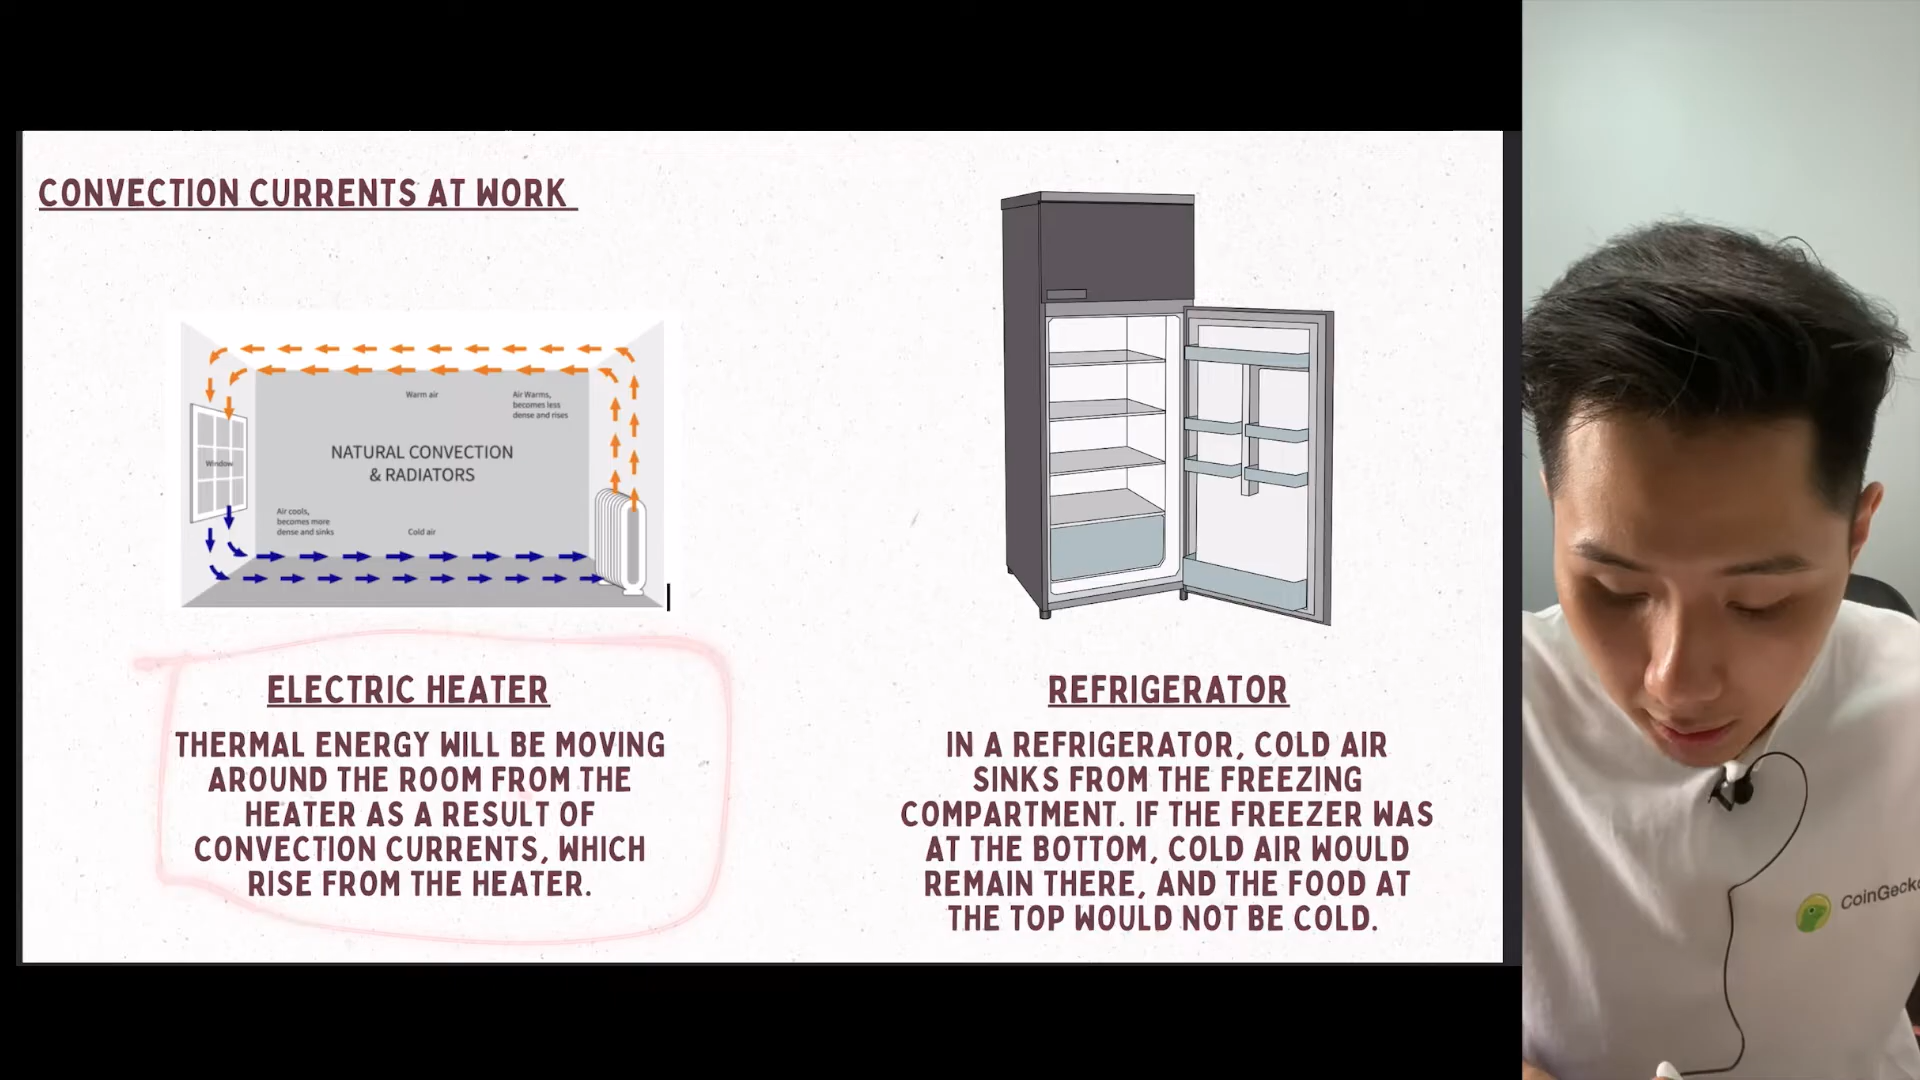 CONVECTION CURRENTS AT WORK
Warm air
Air Warms,
becomes less
dense and rises
NATURAL CONVECTION
& RADIATORS
Window
Air cools,
becomes more
dense and sinks
Cold air
ELECTRIC HEATER
THERMAL ENERGY WILL BE MOVING
AROUND THE ROOM FROM THE
HEATER AS A RESULT OF
CONVECTION CURRENTS, WHICH
RISE FROM THE HEATER.
REFRIGERATOR
IN A REFRIGERATOR, COLD AIR
SINKS FROM THE FREEZING
COMPARTMENT. IF THE FREEZER WAS
AT THE BOTTOM, COLD AIR WOULD
REMAIN THERE, AND THE FOOD AT
THE TOP WOULD NOT BE COLD.
CoinGecko